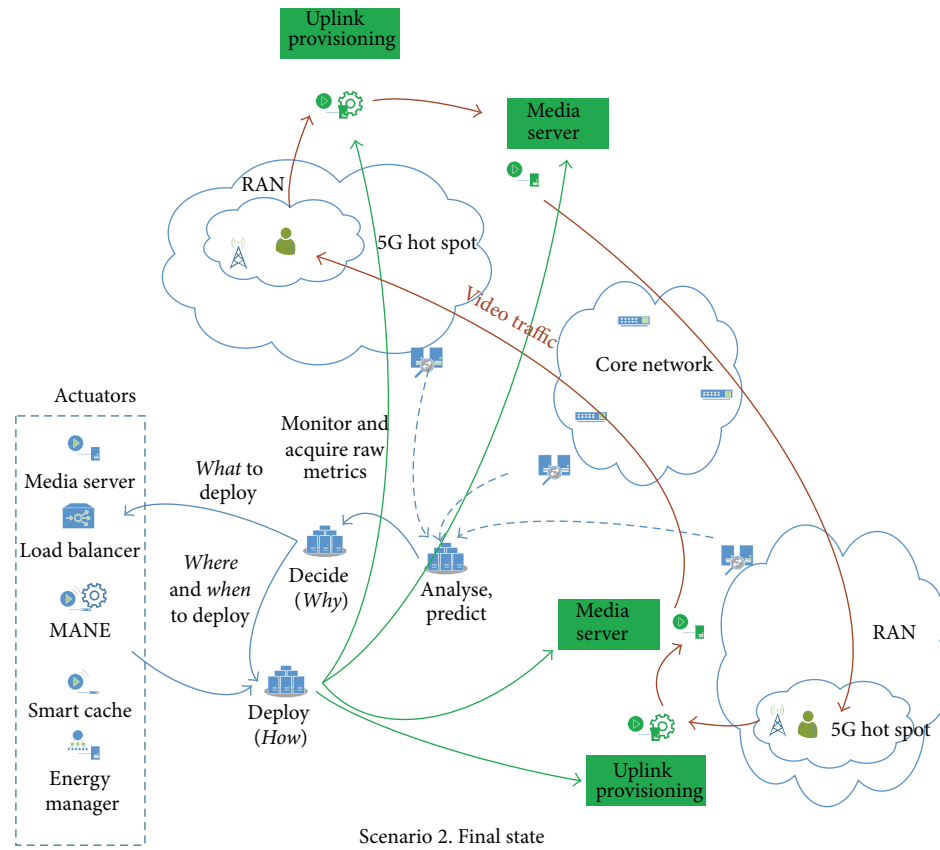 Uplink
provisioning
Media
server
RAN
5G hot spot
Video traffic
Core network
Actuators
Monitor and
acquire raw
metrics
What to
deploy
Media server
Load balancer
Where
and when
to deploy
Decide
(Why)
Analyse,
predict
MANE
Media
server
RAN
Smart cache
Deploy
(How)
5G hot spot
Energy
manager
Uplink
provisioning
Scenario 2. Final state